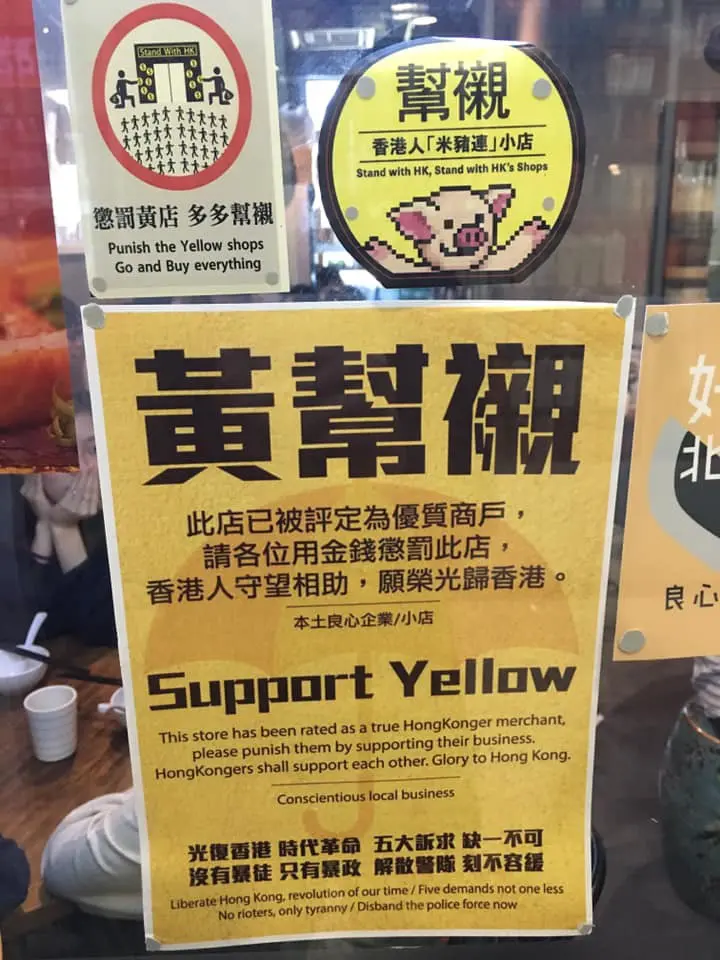 Stand With HK
懲罰黃店 多多幫襯
Punish the Yellow shops
Go and Buy everything
幫襯
香港人「米豬連」小店
Stand with HK, Stand with HK's Shops
黃幫襯
此店已被評定為優質商戶，
請各位用金錢懲罰此店，
香港人守望相助，願榮光歸香港。
本土良心企業/小店
Support Yellow
This store has been rated as a true HongKonger merchant,
please punish them by supporting their business.
HongKongers shall support each other. Glory to Hong Kong.
Conscientious local business
光復香港 時代革命 五大訴求 缺一不可
沒有暴徒 只有暴政 解散警隊 刻不容緩
Liberate Hong Kong, revolution of our time / Five demands not one less
No rioters, only tyranny / Disband the police force now
北
良心